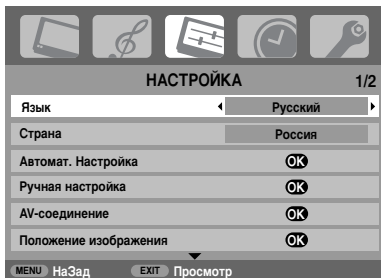 НАСТРОЙКА 1/2
Язык Русский
Страна Россия
Автомат. Настройка OK
Ручная настройка OK
AV-соединение OK
Положение изображения OK
MENU НаЗад EXIT Просмотр